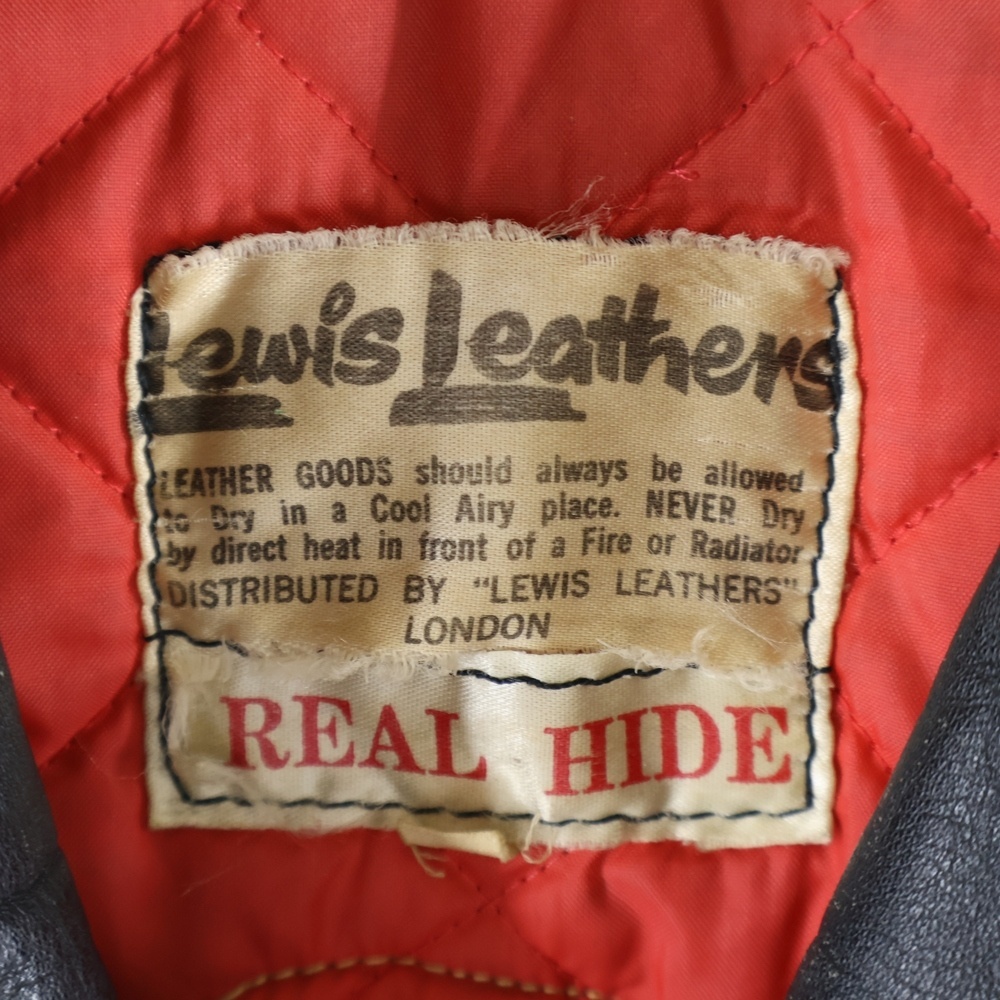 Lewis Leathers
LEATHER GOODS should always be allowed
to Dry in a Cool Airy place. NEVER Dry
by direct heat in front of a Fire or Radiator
DISTRIBUTED BY "LEWIS LEATHERS"
LONDON
REAL HIDE